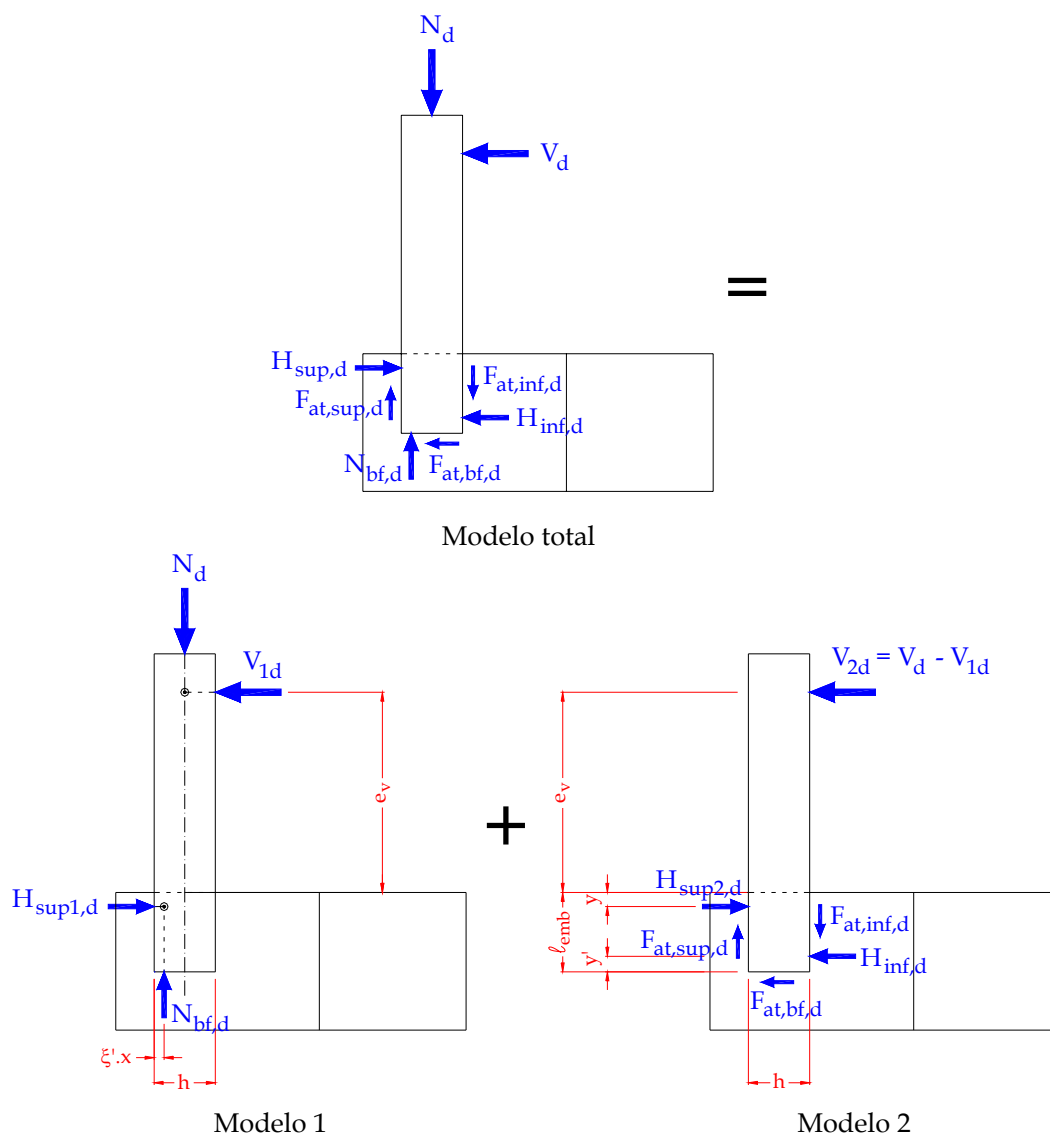 N_d
V_d
=
H_sup,d
F_at,inf,d
F_at,sup,d
H_inf,d
N_bf,d
F_at,bf,d
Modelo total
N_d
V_1d
e_v
H_sup1,d
N_bf,d
ξ'.x
h
Modelo 1
+
V_2d = V_d - V_1d
e_v
H_sup2,d
y
ℓ_emb
F_at,inf,d
F_at,sup,d
y'
H_inf,d
F_at,bf,d
h
Modelo 2